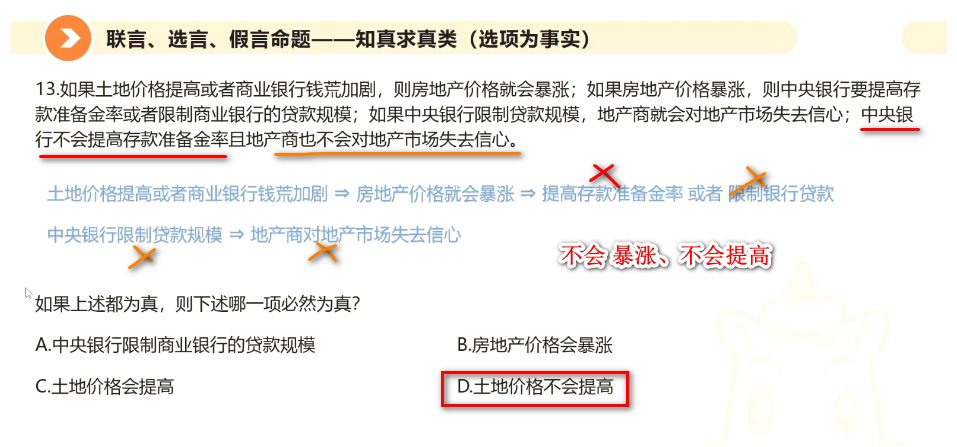 联言、选言、假言命题——知真求真类（选项为事实）
13.如果土地价格提高或者商业银行钱荒加剧，则房地产价格就会暴涨；如果房地产价格暴涨，则中央银行要提高存
款准备金率或者限制商业银行的贷款规模；如果中央银行限制贷款规模，地产商就会对地产市场失去信心；中央银
行不会提高存款准备金率且地产商也不会对地产市场失去信心。
土地价格提高或者商业银行钱荒加剧 ⇒ 房地产价格就会暴涨 ⇒ 提高存款准备金率 或者 限制银行贷款
中央银行限制贷款规模 ⇒ 地产商对地产市场失去信心
不会 暴涨、不会提高
如果上述都为真，则下述哪一项必然为真？
A.中央银行限制商业银行的贷款规模
B.房地产价格会暴涨
C.土地价格会提高
D.土地价格不会提高